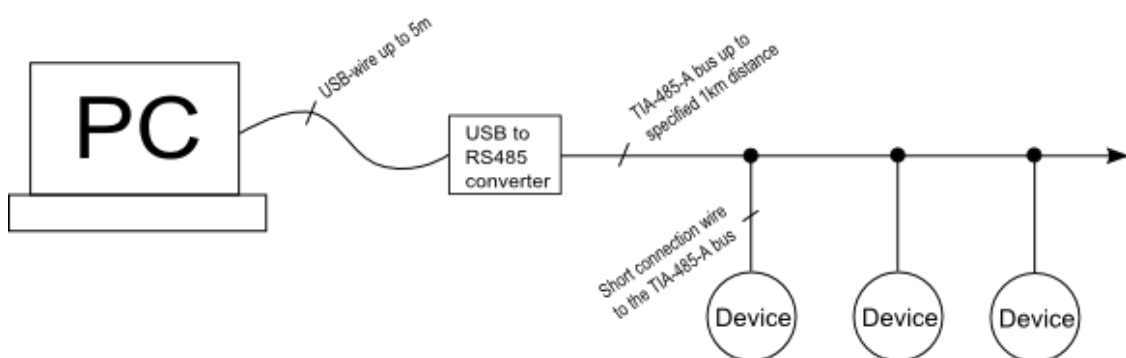 PC
USB-wire up to 5m
USB to
RS485
converter
TIA-485-A bus up to
specified 1km distance
Short connection wire
to the TIA-485-A bus
Device
Device
Device